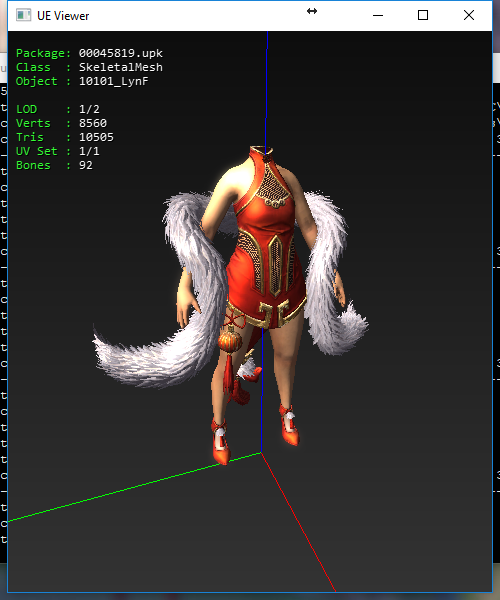 UE Viewer
Package: 00045819.upk
Class  : SkeletalMesh
Object : 10101_LynF
LOD    : 1/2
Verts  : 8560
Tris   : 10505
UV Set : 1/1
Bones  : 92